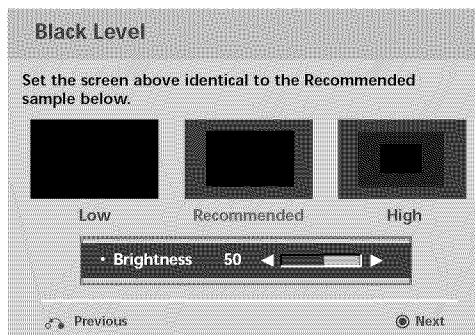 Black Level
Set the screen above identical to the Recommended
sample below.
Low Recommended High
• Brightness 50 ◄ ►
Previous Next